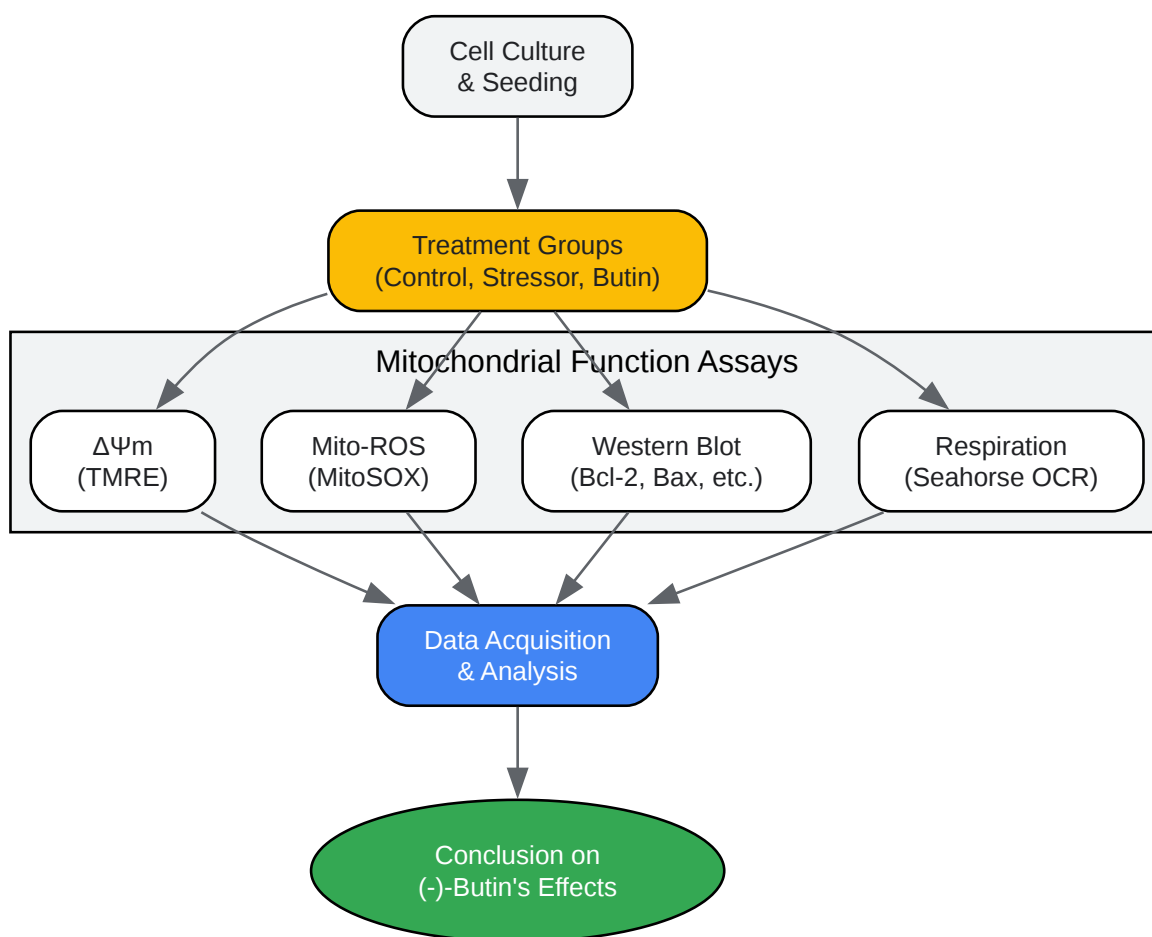 Cell Culture
& Seeding
Treatment Groups
(Control, Stressor, Butin)
Mitochondrial Function Assays
ΔΨm
(TMRE)
Mito-ROS
(MitoSOX)
Western Blot
(Bcl-2, Bax, etc.)
Respiration
(Seahorse OCR)
Data Acquisition
& Analysis
Conclusion on
(-)-Butin's Effects